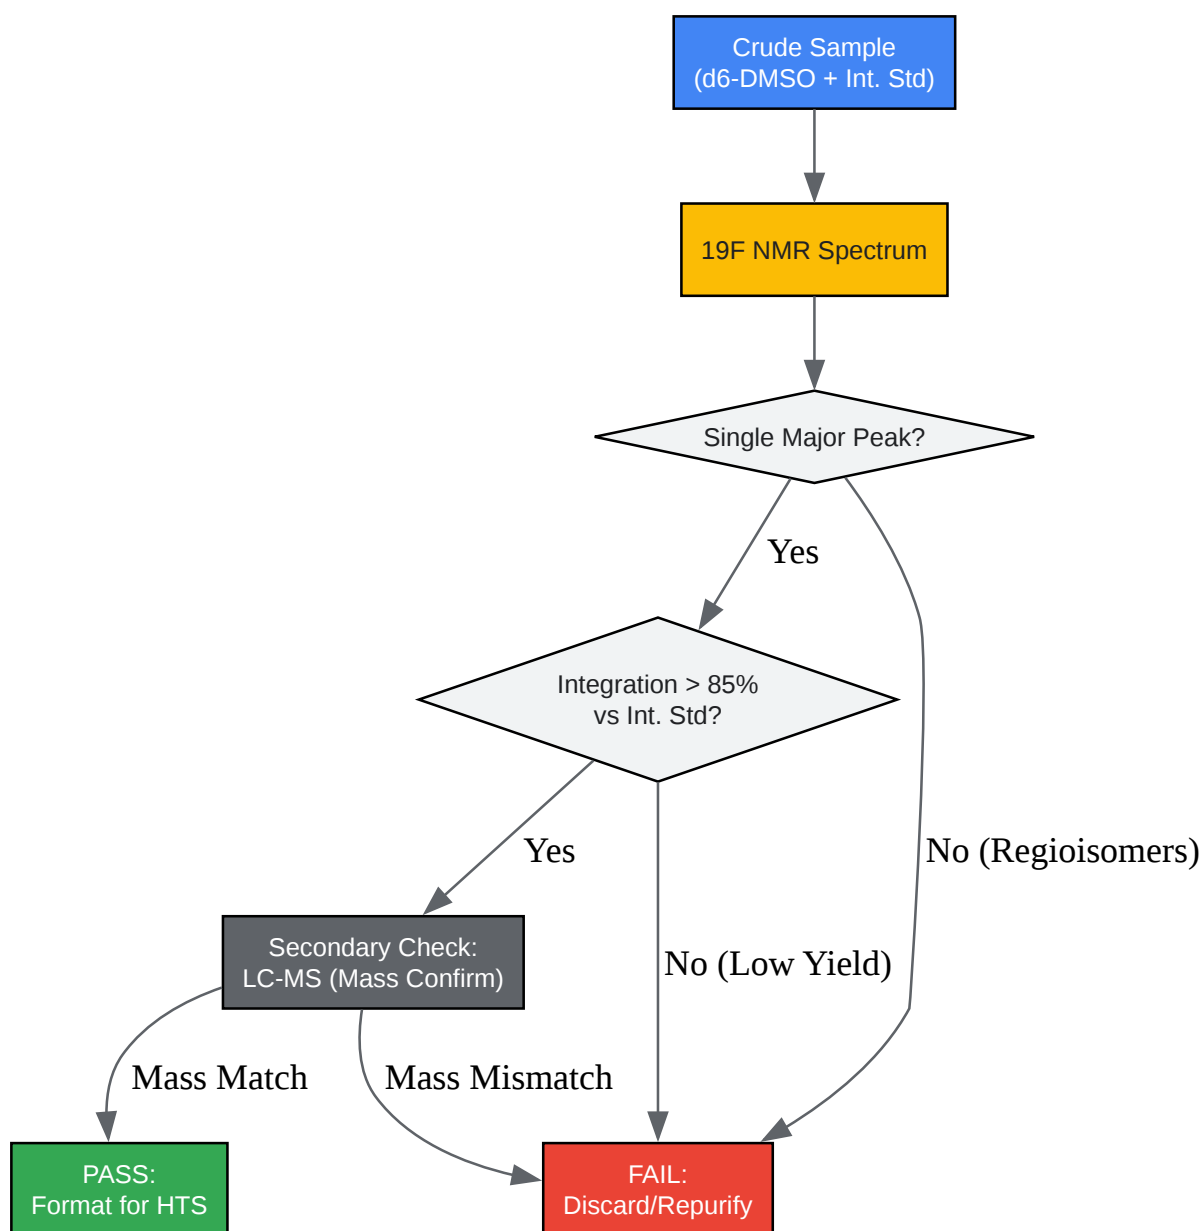 Crude Sample
(d6-DMSO + Int. Std)
19F NMR Spectrum
Single Major Peak?
Yes
Integration > 85%
vs Int. Std?
Yes
No (Regioisomers)
Secondary Check:
LC-MS (Mass Confirm)
No (Low Yield)
Mass Match
Mass Mismatch
PASS:
Format for HTS
FAIL:
Discard/Repurify